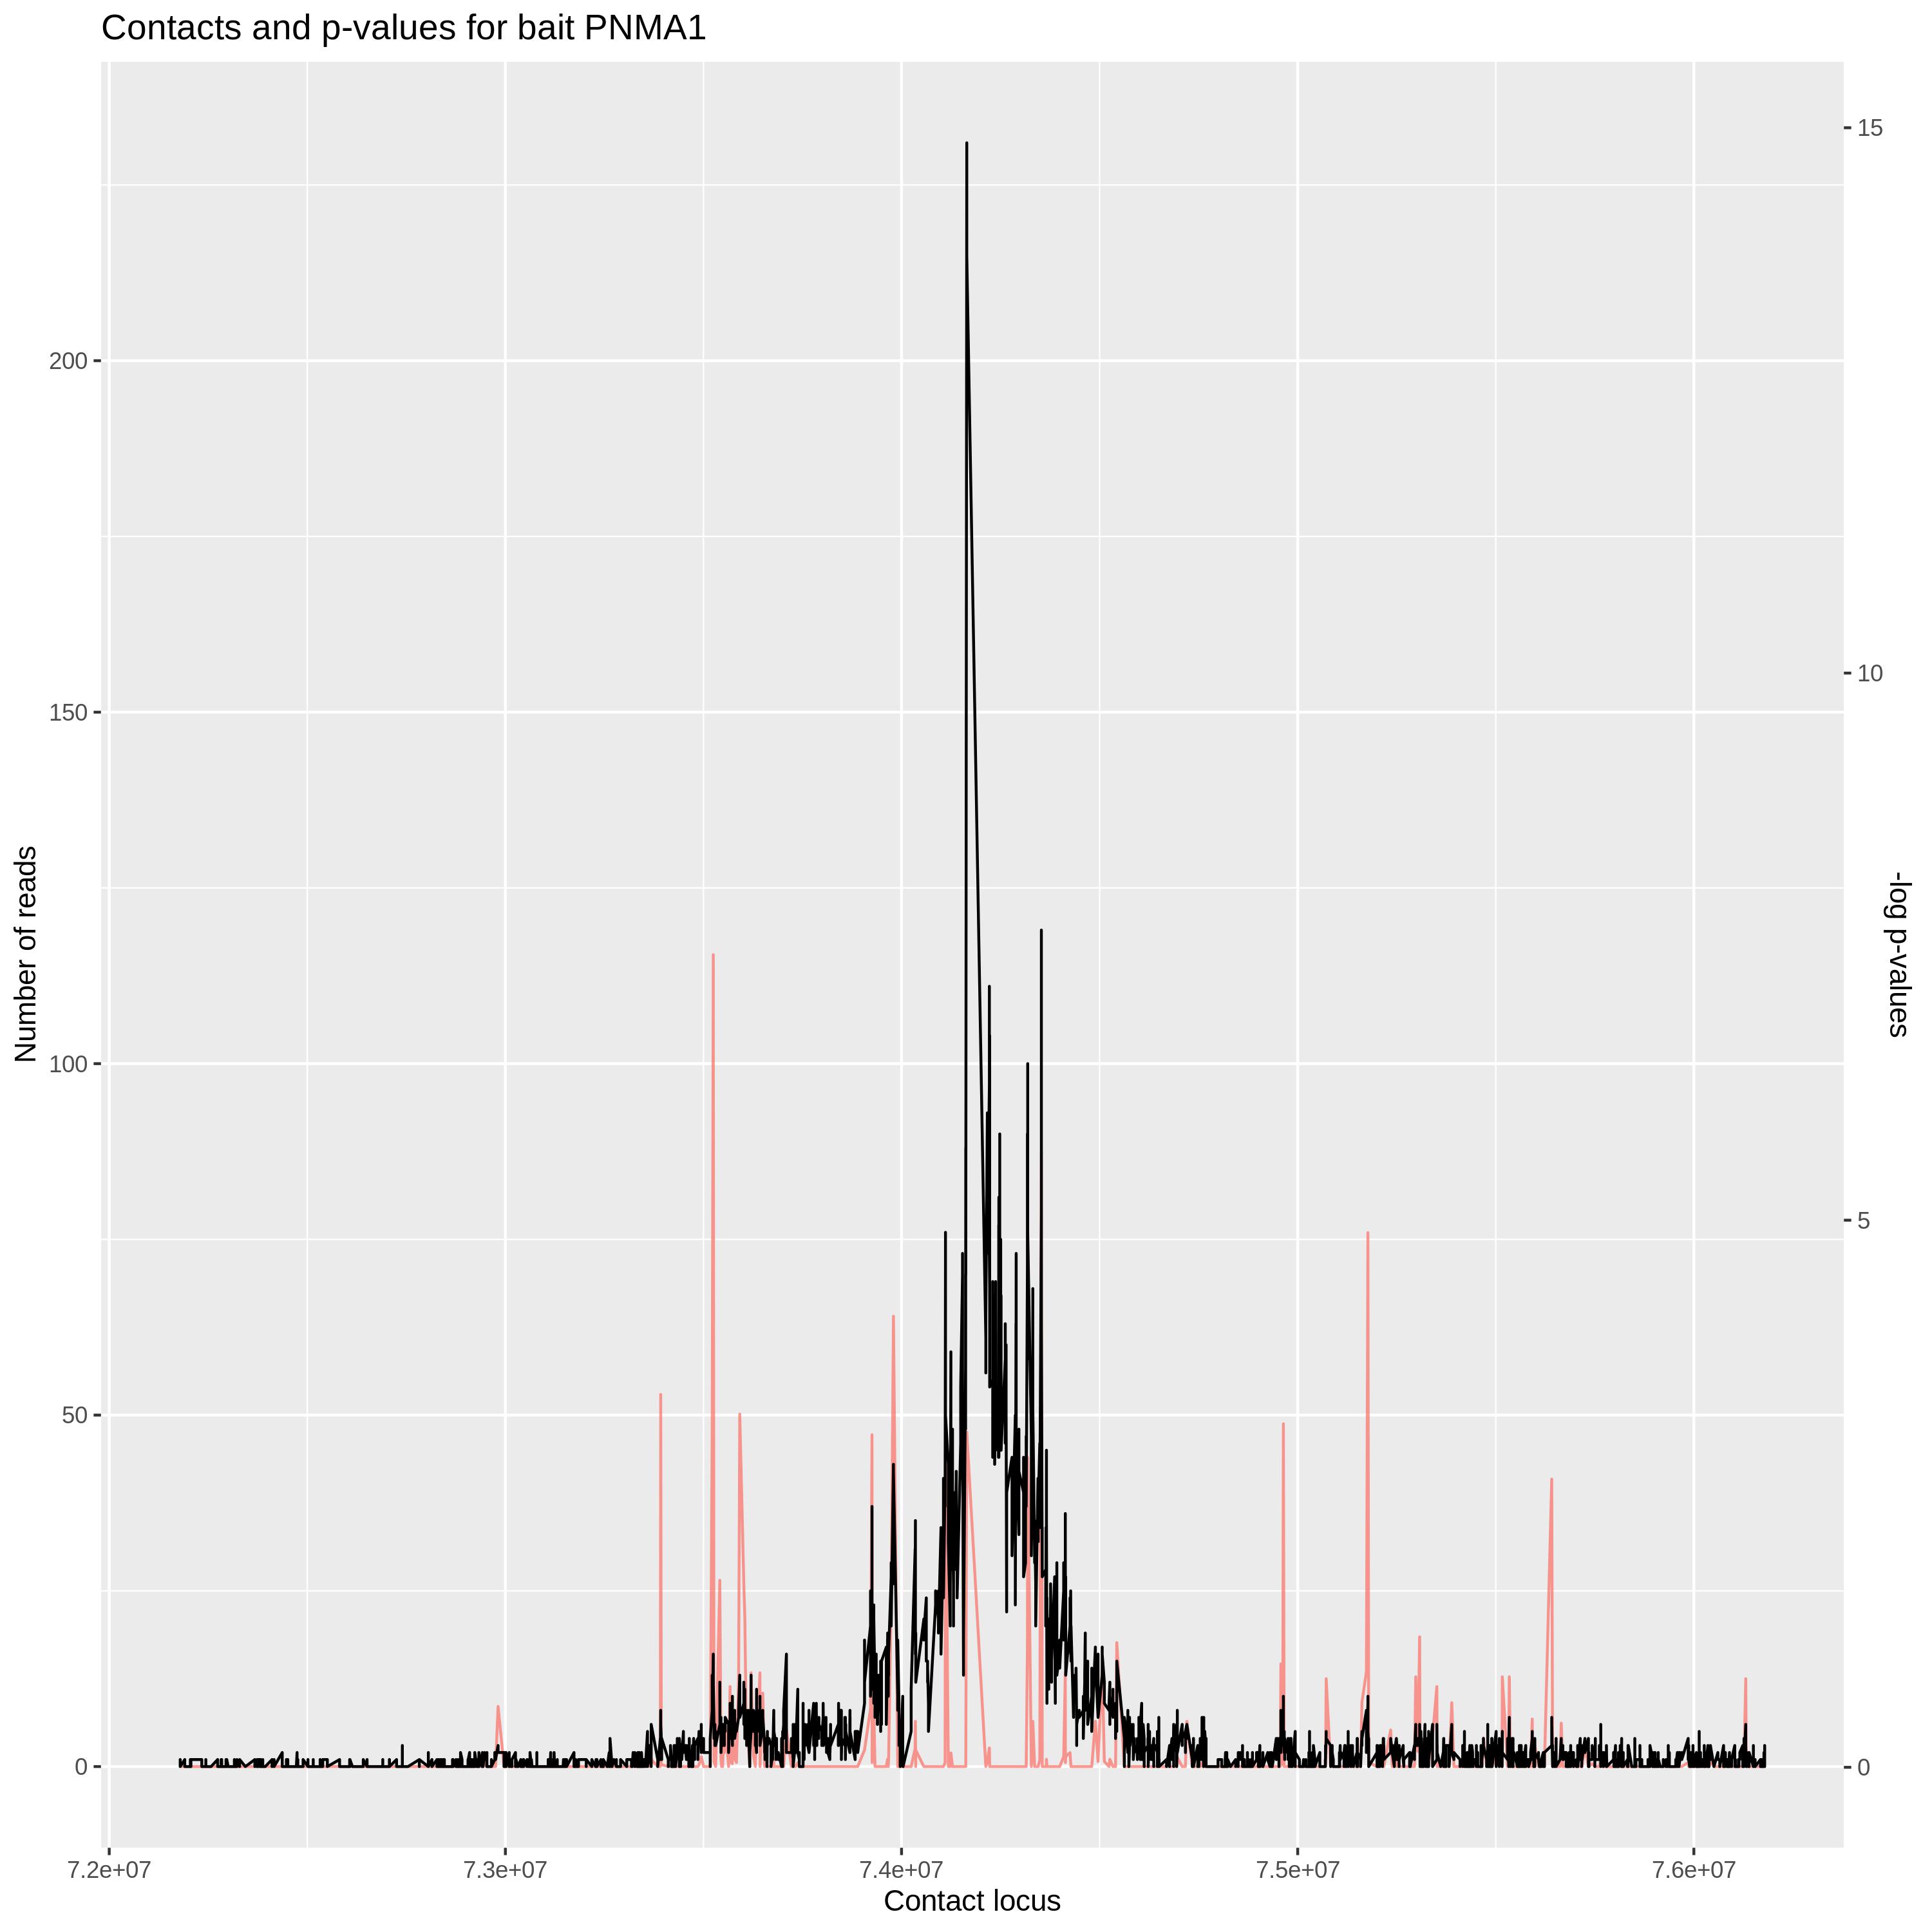 Contacts and p-values for bait PNMA1
Number of reads
200
150
100
50
0
15
10
5
0
-log p-values
7.2e+07
7.3e+07
7.4e+07
7.5e+07
7.6e+07
Contact locus